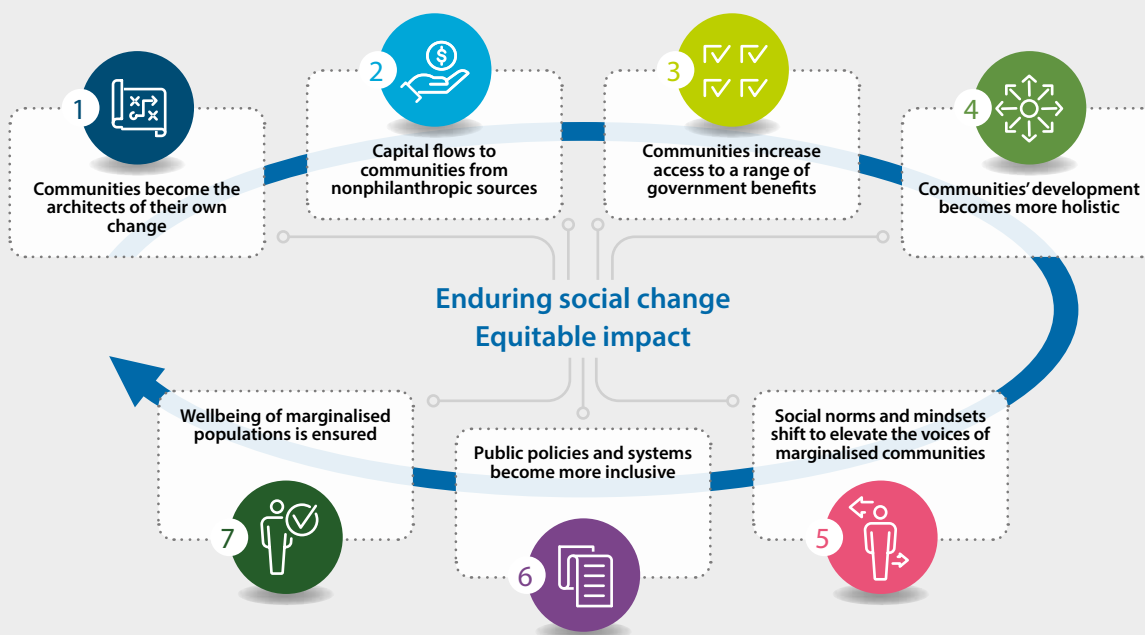 1
Communities become the
architects of their own
change
2
$
Capital flows to
communities from
nonphilanthropic sources
3
Communities increase
access to a range of
government benefits
4
Communities’ development
becomes more holistic
Enduring social change
Equitable impact
Social norms and mindsets
shift to elevate the voices of
marginalised communities
5
Public policies and systems
become more inclusive
6
Wellbeing of marginalised
populations is ensured
7